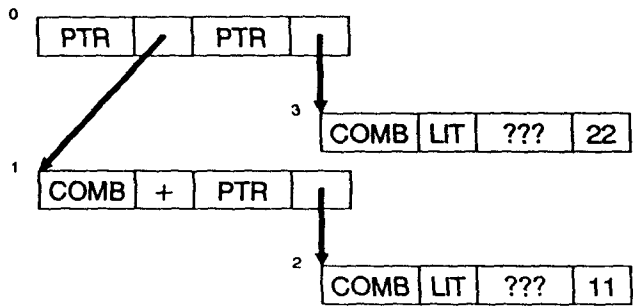 0
PTR PTR
3
COMB LIT ??? 22
1
COMB + PTR
2
COMB LIT ??? 11